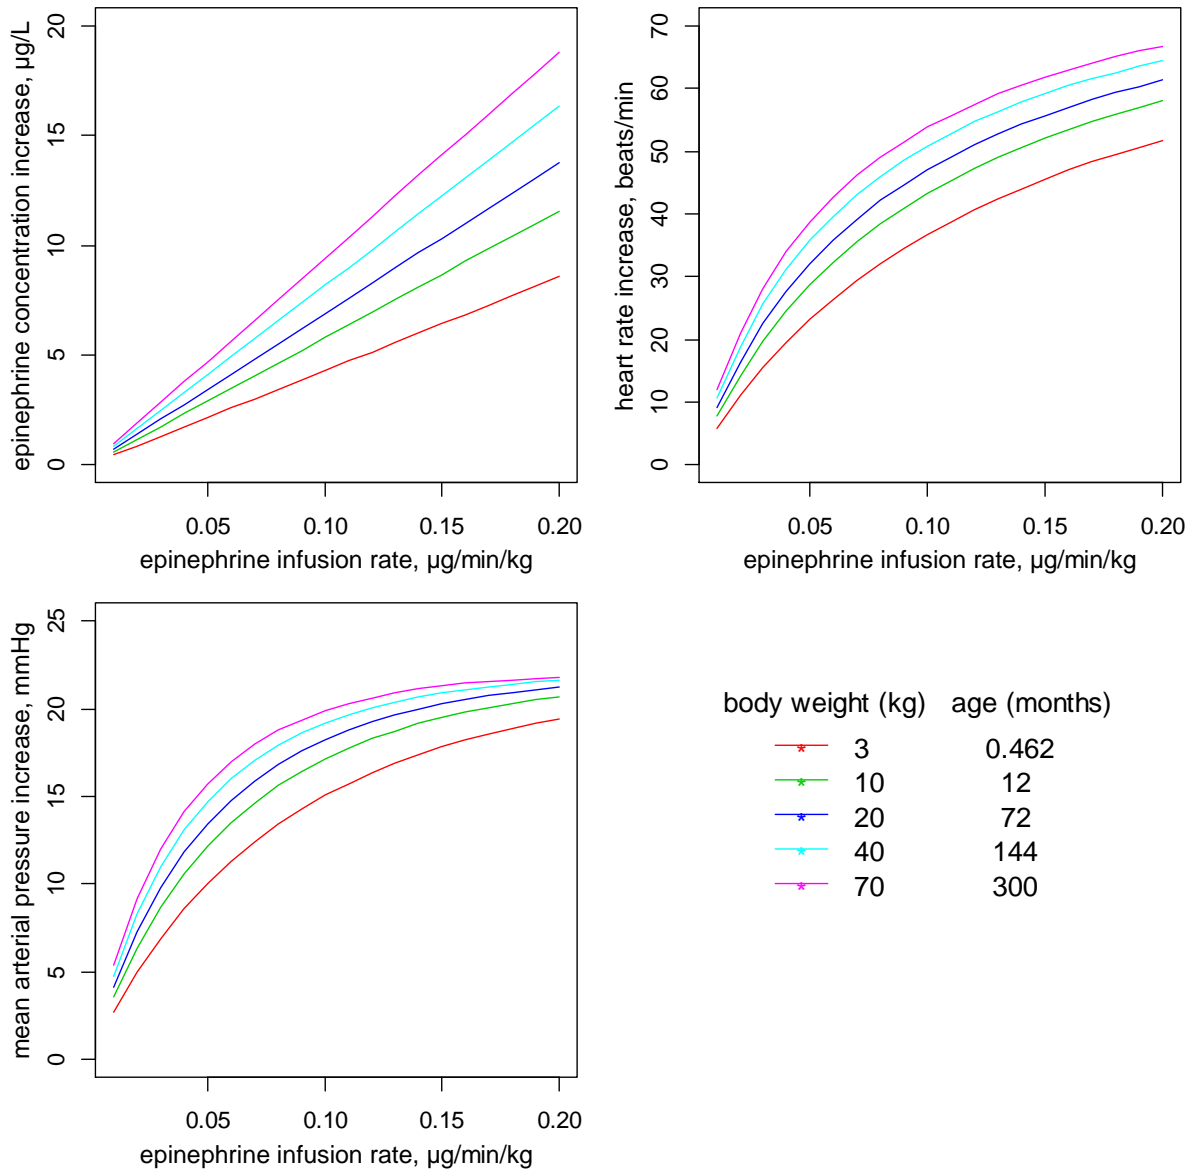 epinephrine concentration increase, µg/L
20
15
10
5
0
0.05 0.10 0.15 0.20
epinephrine infusion rate, µg/min/kg
heart rate increase, beats/min
70
60
50
40
30
20
10
0
0.05 0.10 0.15 0.20
epinephrine infusion rate, µg/min/kg
mean arterial pressure increase, mmHg
25
20
15
10
5
0
0.05 0.10 0.15 0.20
epinephrine infusion rate, µg/min/kg
body weight (kg) age (months)
* 3 0.462
* 10 12
* 20 72
* 40 144
* 70 300